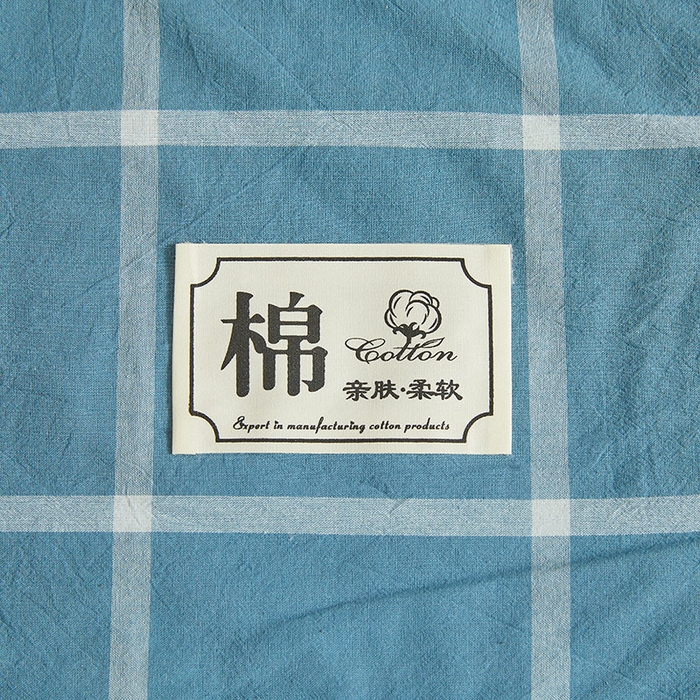 棉
Cotton
亲肤·柔软
Expert in manufacturing cotton products